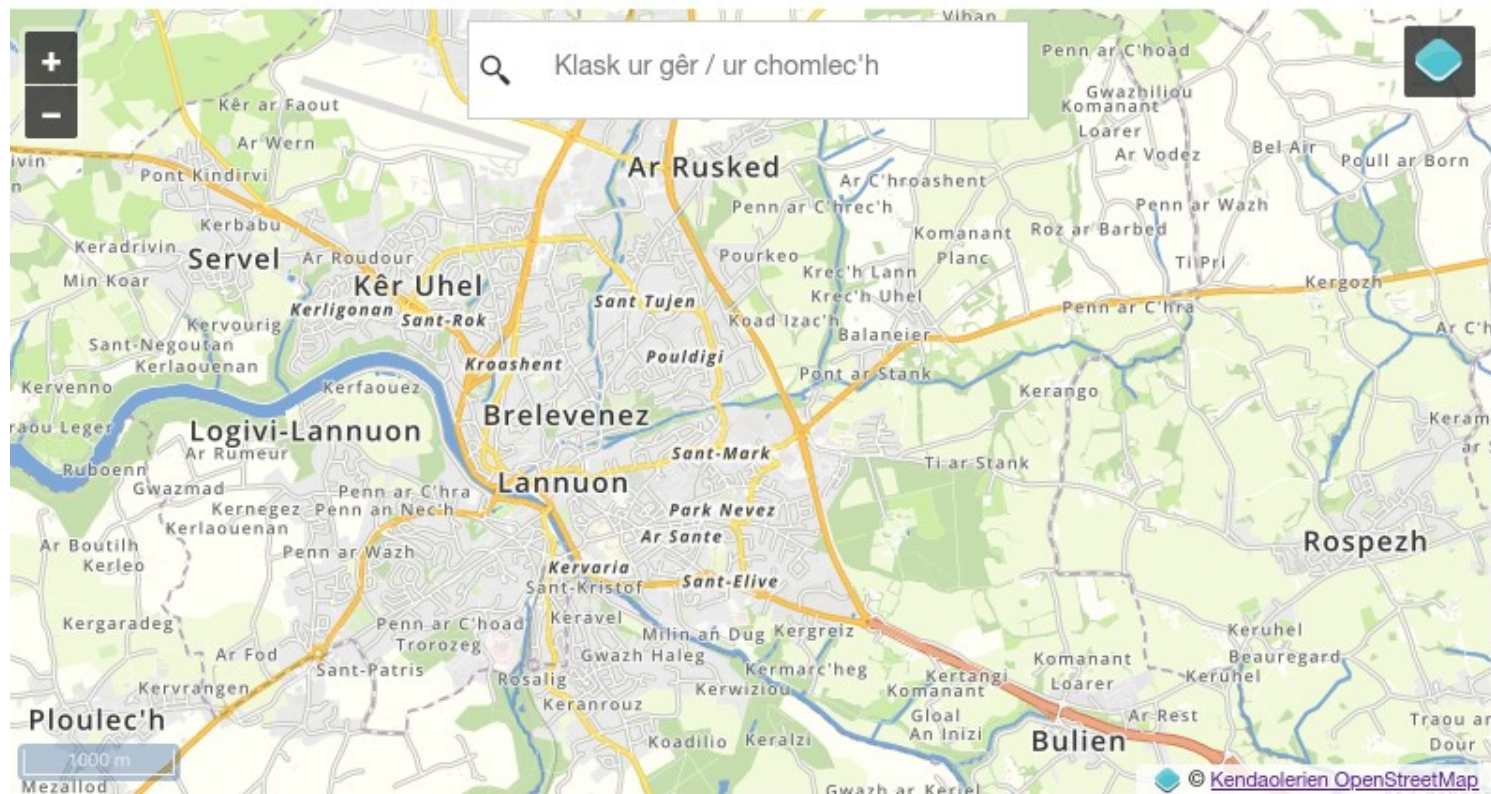 Vihan
+
Klask ur gêr / ur chomlec'h
Penn ar C'hoad
−
Kêr ar Faout
Gwazhiliou
Komanant
Loarer
Ar Wern
Ar Vodez
Bel Air
Poull ar Born
Pont Kindirvi
Ar Rusked
Ar C'hroashent
Penn ar C'hrec'h
Penn ar Wazh
Kerbabu
Keradrivin
Servel
Ar Roudour
Pourkeo
Komanant
Planc
Roz ar Barbed
Min Koar
Kêr Uhel
Krec'h Lann
Ti Pri
Kergozh
Kerligonan
Sant-Rok
Sant Tujen
Krec'h Uhel
Penn ar C'hra
Kervourig
Koad Izac'h
Balaneier
Ar C'h
Sant-Negoutan
Kerlaouenan
Kroashent
Pouldigi
Pont ar Stank
Kervenno
Kerfaouez
Kerango
raou Leger
Logivi-Lannuon
Brelevenez
Keram
ar S
Ar Rumeur
Sant-Mark
Ti ar Stank
Ruboenn
Gwazmad
Penn ar C'hra
Lannuon
Kernegez
Penn an Nec'h
Park Nevez
Kerlaouenan
Ar Sante
Ar Boutilh
Kerleo
Penn ar Wazh
Rospezh
Kervaria
Sant-Kristof
Sant-Elive
Kergaradeg
Penn ar C'hoad
Keravel
Milin añ Dug
Kergreiz
Keruhel
Trorozeg
Ar Fod
Sant-Patris
Gwazh Haleg
Kermarc'heg
Komanant
Loarer
Beauregard
Kervrangen
Rosalig
Kerwiziou
Kertangi
Komanant
Keruhel
Ploulec'h
Keranrouz
Gloal
An Inizi
Ar Rest
Traou ar
Dour
Koadilio
Keralzi
Bulien
1000 m
Mezallod
Gwazh ar Keriel
© Kendaolerien OpenStreetMap